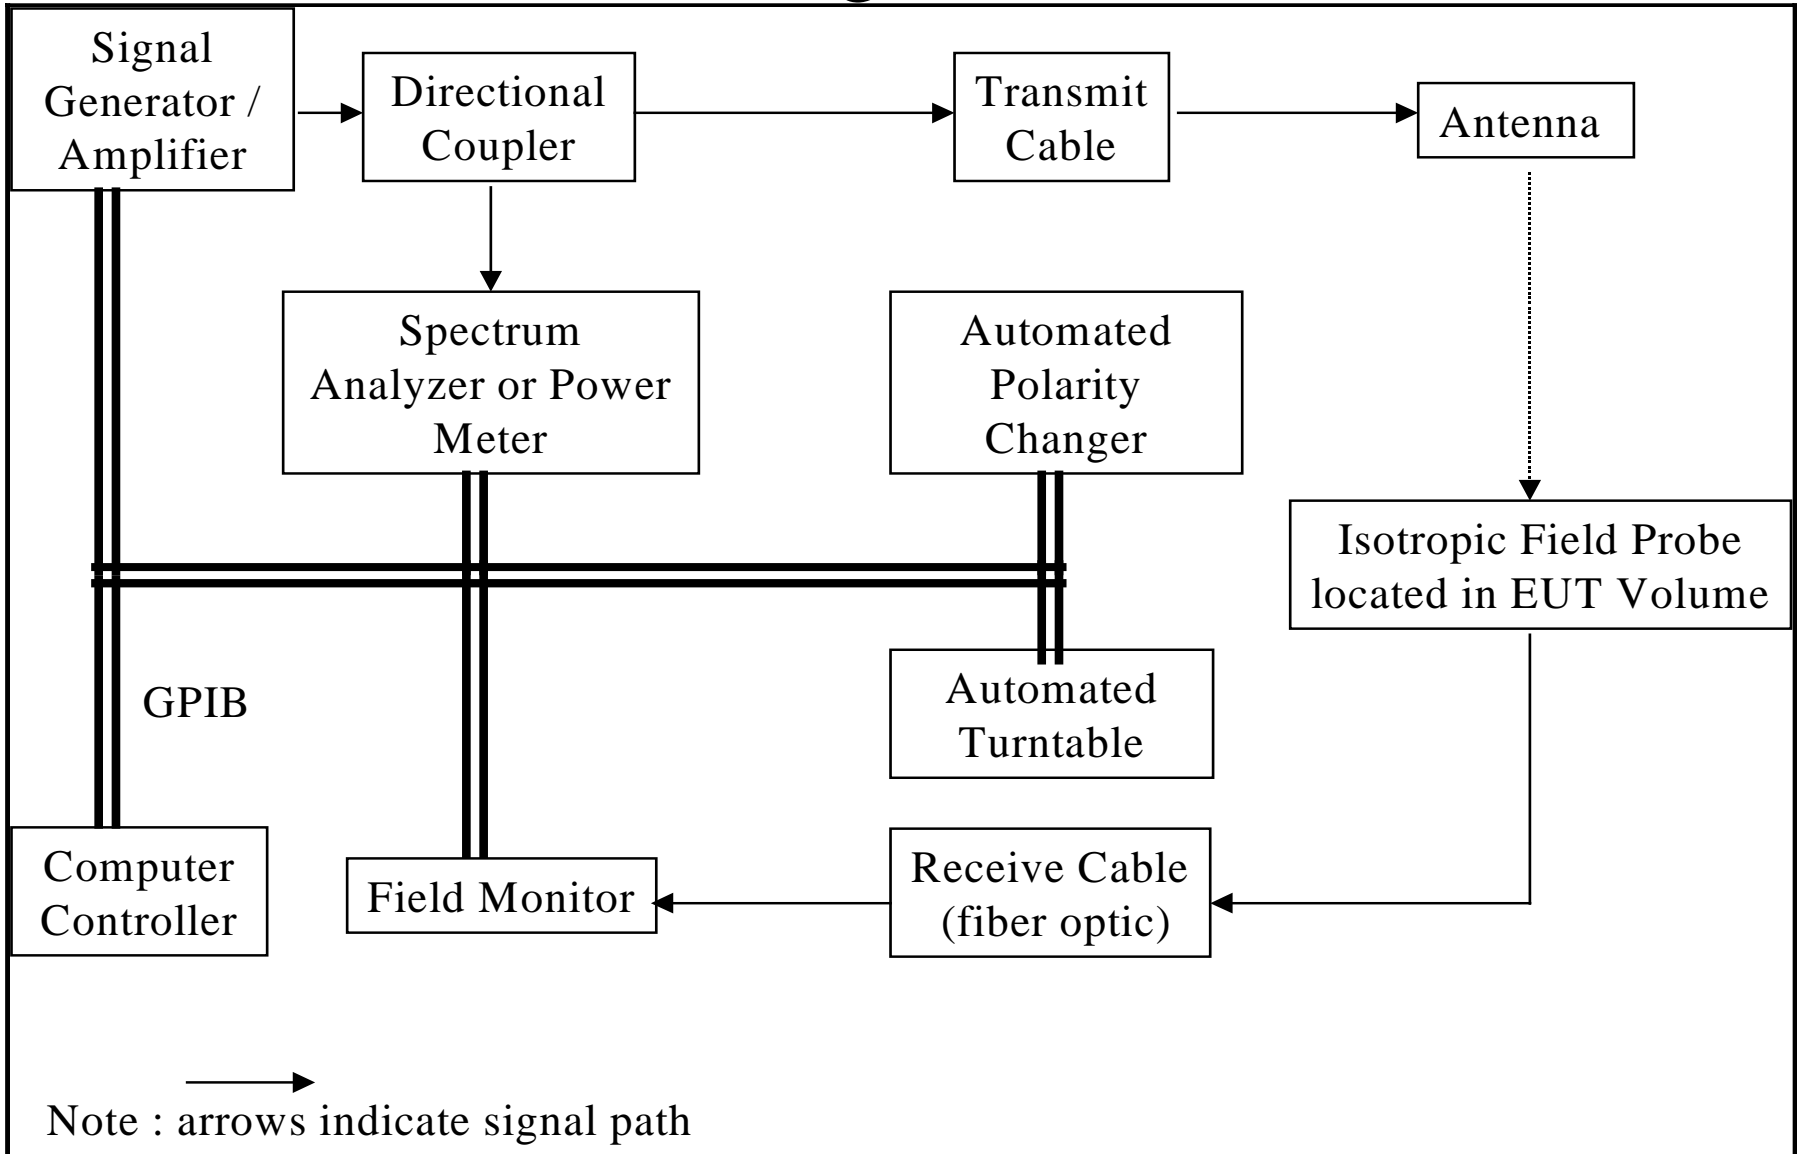 Signal
Generator /
Amplifier
Directional
Coupler
Transmit
Cable
Antenna
Spectrum
Analyzer or Power
Meter
Automated
Polarity
Changer
Isotropic Field Probe
located in EUT Volume
GPIB
Automated
Turntable
Computer
Controller
Field Monitor
Receive Cable
(fiber optic)
Note : arrows indicate signal path